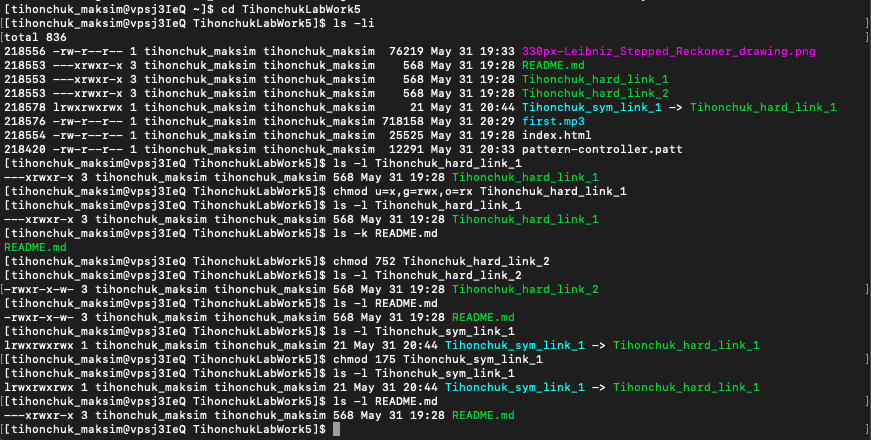 [tihonchuk_maksim@vpsj3IeQ ~]$ cd TihonchukLabWork5
[[tihonchuk_maksim@vpsj3IeQ TihonchukLabWork5]$ ls -li ]
[total 836 ]
218556 -rw-r--r-- 1 tihonchuk_maksim tihonchuk_maksim 76219 May 31 19:33 330px-Leibniz_Stepped_Reckoner_drawing.png
218553 ---xrwxr-x 3 tihonchuk_maksim tihonchuk_maksim 568 May 31 19:28 README.md
218553 ---xrwxr-x 3 tihonchuk_maksim tihonchuk_maksim 568 May 31 19:28 Tihonchuk_hard_link_1
218553 ---xrwxr-x 3 tihonchuk_maksim tihonchuk_maksim 568 May 31 19:28 Tihonchuk_hard_link_2
218578 lrwxrwxrwx 1 tihonchuk_maksim tihonchuk_maksim 21 May 31 20:44 Tihonchuk_sym_link_1 -> Tihonchuk_hard_link_1
218576 -rw-r--r-- 1 tihonchuk_maksim tihonchuk_maksim 718158 May 31 20:29 first.mp3
218554 -rw-r--r-- 1 tihonchuk_maksim tihonchuk_maksim 25525 May 31 19:28 index.html
218420 -rw-r--r-- 1 tihonchuk_maksim tihonchuk_maksim 12291 May 31 20:33 pattern-controller.patt
[tihonchuk_maksim@vpsj3IeQ TihonchukLabWork5]$ ls -l Tihonchuk_hard_link_1
---xrwxr-x 3 tihonchuk_maksim tihonchuk_maksim 568 May 31 19:28 Tihonchuk_hard_link_1
[tihonchuk_maksim@vpsj3IeQ TihonchukLabWork5]$ chmod u=x,g=rwx,o=rx Tihonchuk_hard_link_1
[tihonchuk_maksim@vpsj3IeQ TihonchukLabWork5]$ ls -l Tihonchuk_hard_link_1
---xrwxr-x 3 tihonchuk_maksim tihonchuk_maksim 568 May 31 19:28 Tihonchuk_hard_link_1
[tihonchuk_maksim@vpsj3IeQ TihonchukLabWork5]$ ls -k README.md
README.md
[tihonchuk_maksim@vpsj3IeQ TihonchukLabWork5]$ chmod 752 Tihonchuk_hard_link_2
[tihonchuk_maksim@vpsj3IeQ TihonchukLabWork5]$ ls -l Tihonchuk_hard_link_2
[-rwxr-x-w- 3 tihonchuk_maksim tihonchuk_maksim 568 May 31 19:28 Tihonchuk_hard_link_2 ]
[[tihonchuk_maksim@vpsj3IeQ TihonchukLabWork5]$ ls -l README.md ]
-rwxr-x-w- 3 tihonchuk_maksim tihonchuk_maksim 568 May 31 19:28 README.md
[[tihonchuk_maksim@vpsj3IeQ TihonchukLabWork5]$ ls -l Tihonchuk_sym_link_1 ]
lrwxrwxrwx 1 tihonchuk_maksim tihonchuk_maksim 21 May 31 20:44 Tihonchuk_sym_link_1 -> Tihonchuk_hard_link_1
[[tihonchuk_maksim@vpsj3IeQ TihonchukLabWork5]$ chmod 175 Tihonchuk_sym_link_1 ]
[[tihonchuk_maksim@vpsj3IeQ TihonchukLabWork5]$ ls -l Tihonchuk_sym_link_1 ]
lrwxrwxrwx 1 tihonchuk_maksim tihonchuk_maksim 21 May 31 20:44 Tihonchuk_sym_link_1 -> Tihonchuk_hard_link_1
[[tihonchuk_maksim@vpsj3IeQ TihonchukLabWork5]$ ls -l README.md ]
---xrwxr-x 3 tihonchuk_maksim tihonchuk_maksim 568 May 31 19:28 README.md
[[tihonchuk_maksim@vpsj3IeQ TihonchukLabWork5]$ ]